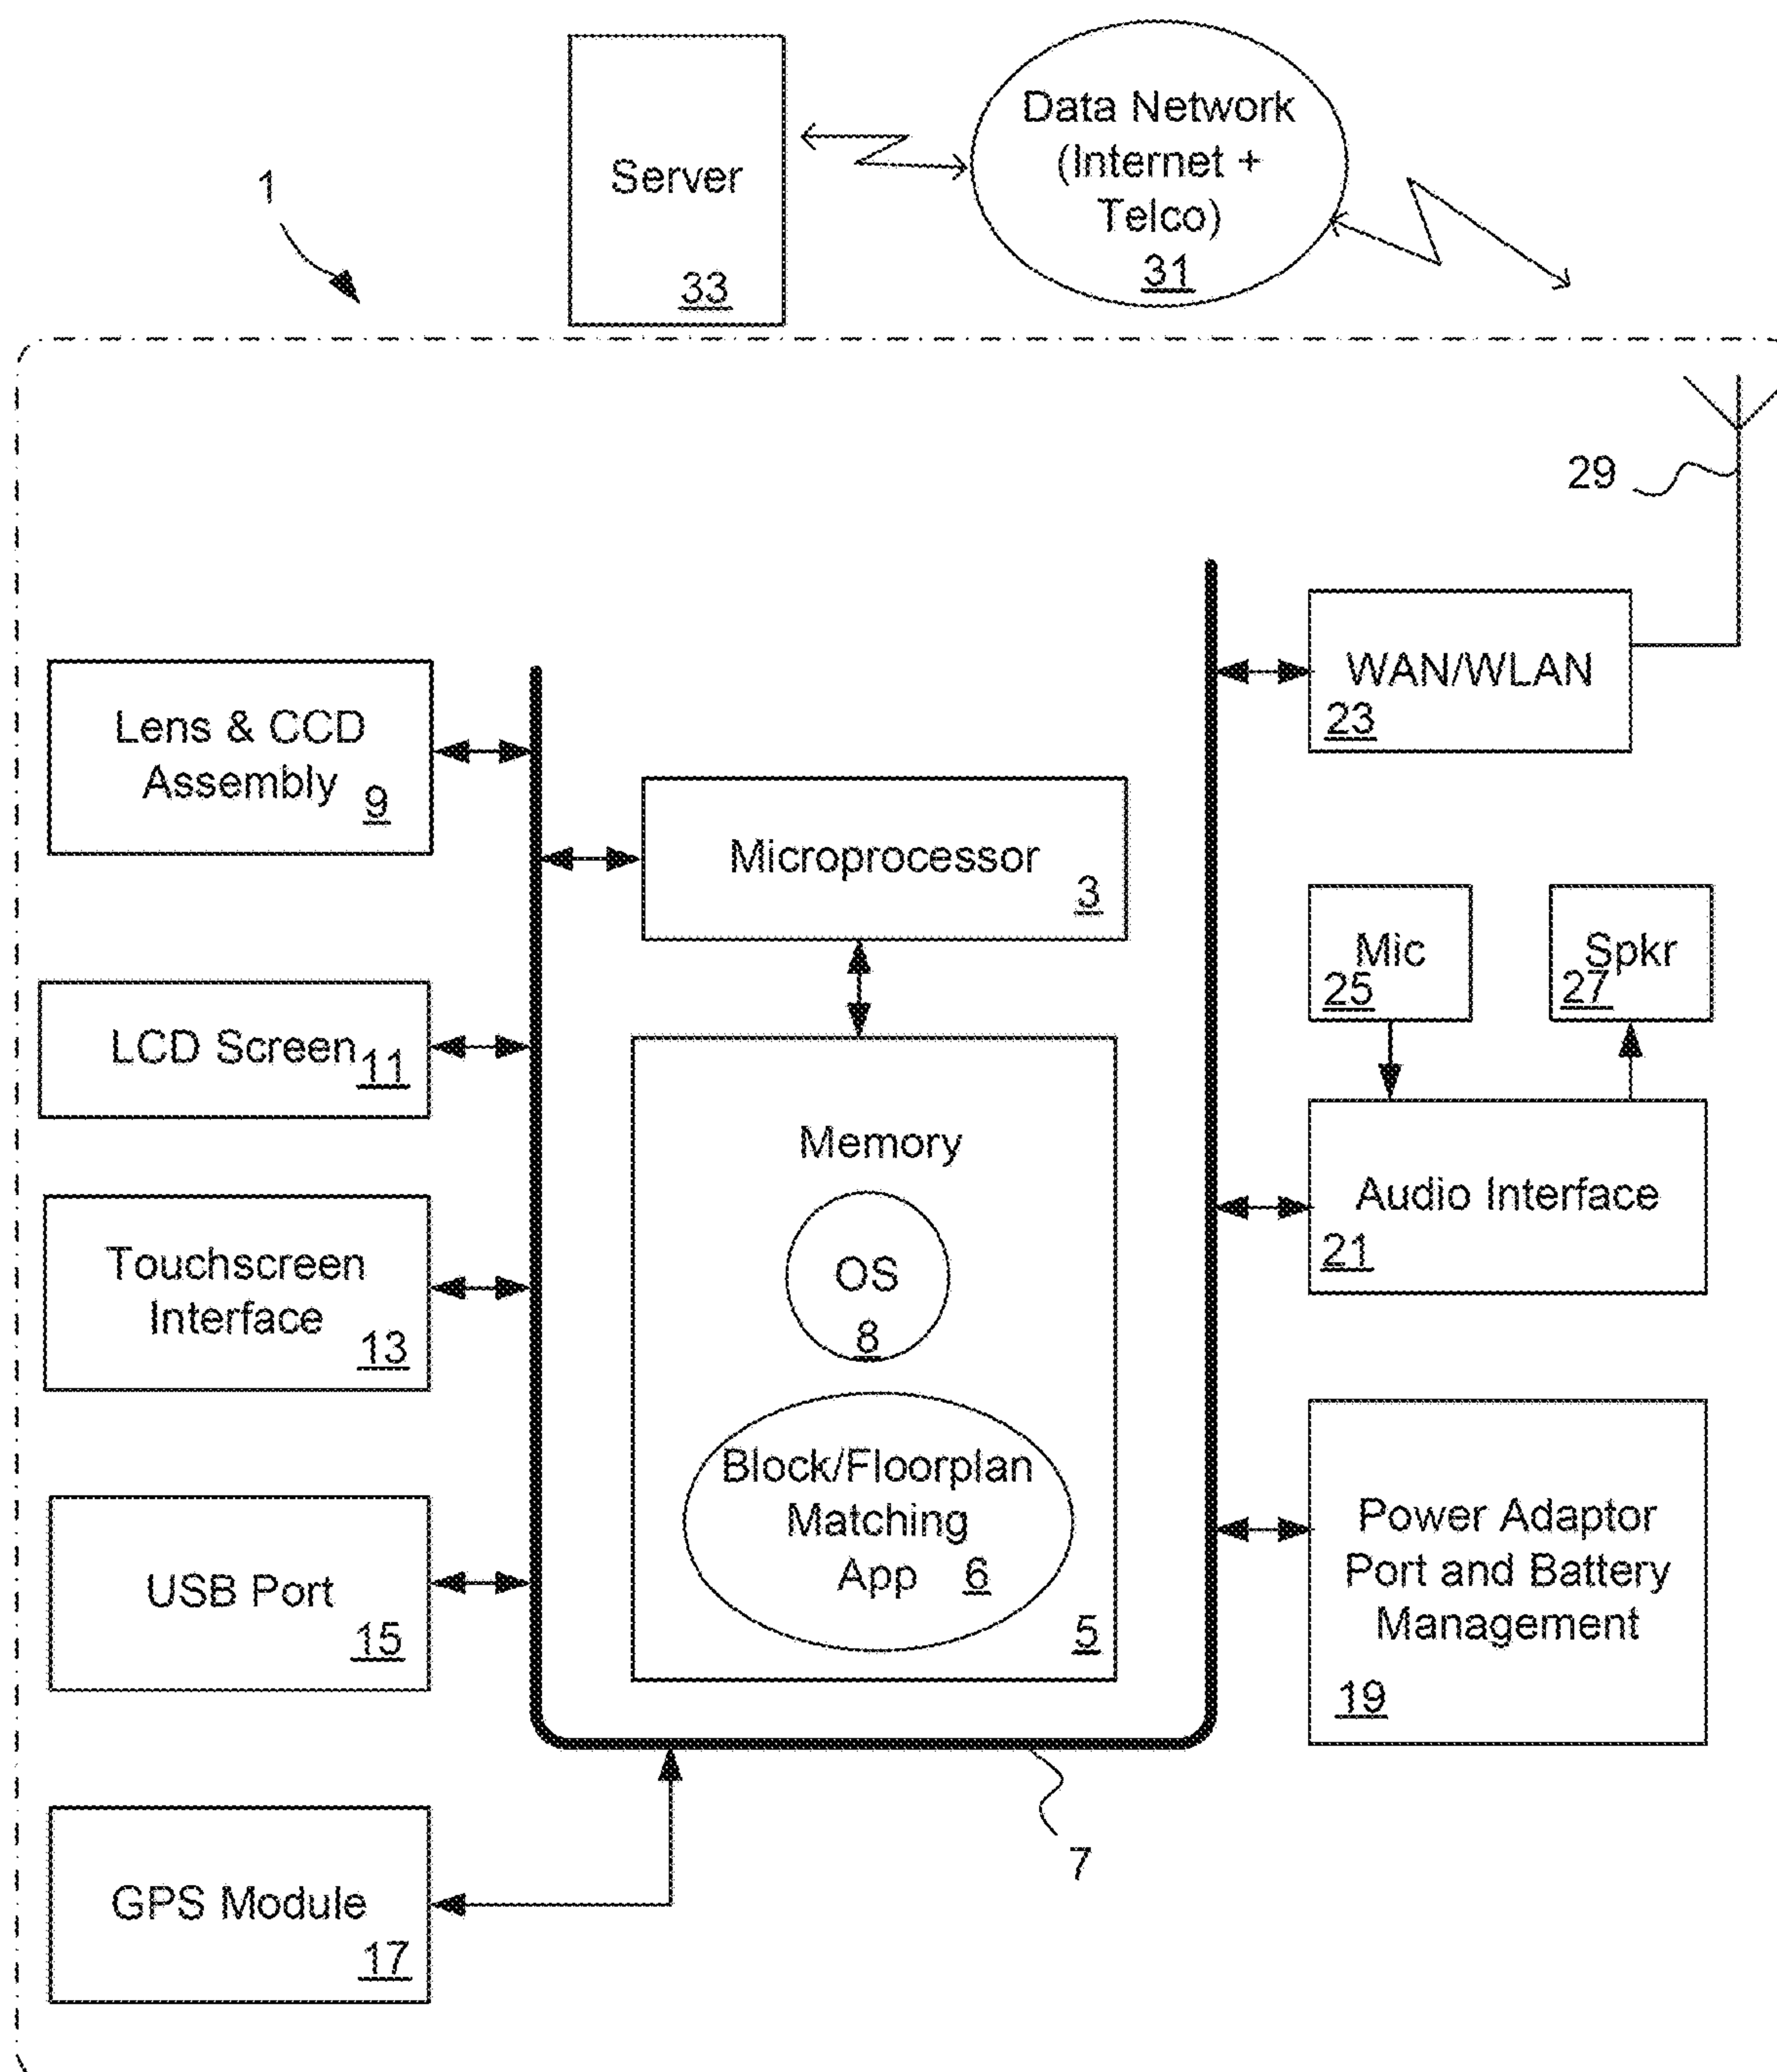 Server
33
Data Network
(Internet +
Telco)
31
1
29
WAN/WLAN
23
Lens & CCD
Assembly
9
Microprocessor
3
Mic
25
Spkr
27
LCD Screen
11
Memory
Audio Interface
21
Touchscreen
Interface
13
OS
8
Block/Floorplan
Matching
App 6
5
Power Adaptor
Port and Battery
Management
19
USB Port
15
7
GPS Module
17